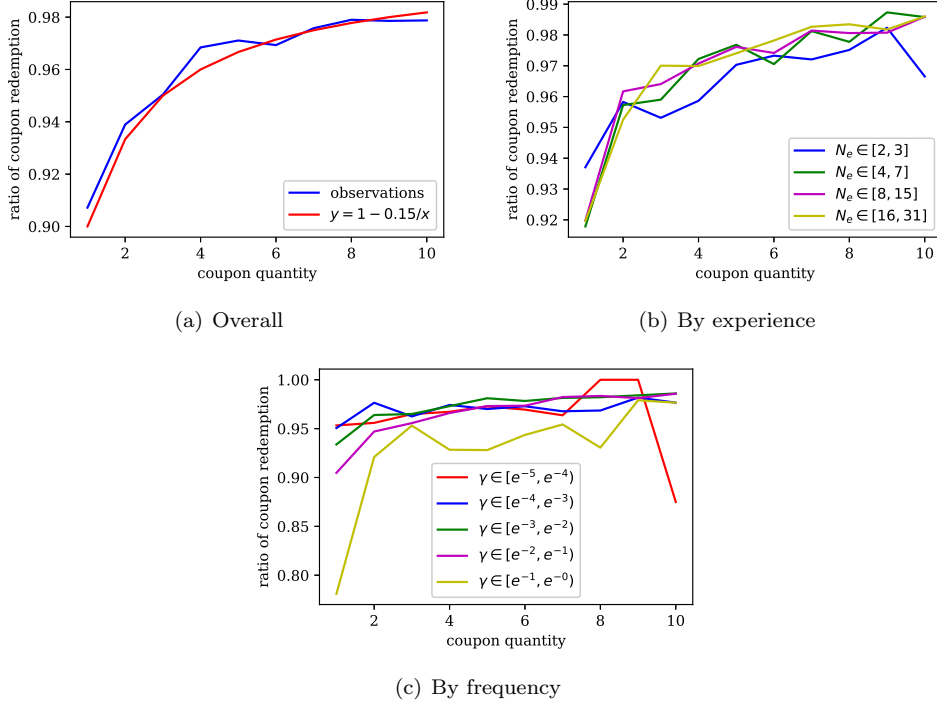 0.98
0.96
0.94
0.92
0.90
ratio of coupon redemption
observations
y = 1 − 0.15/x
2 4 6 8 10
coupon quantity
(a) Overall
0.99
0.98
0.97
0.96
0.95
0.94
0.93
0.92
ratio of coupon redemption
N_e ∈ [2, 3]
N_e ∈ [4, 7]
N_e ∈ [8, 15]
N_e ∈ [16, 31]
2 4 6 8 10
coupon quantity
(b) By experience
1.00
0.95
0.90
0.85
0.80
ratio of coupon redemption
γ ∈ [e^{-5}, e^{-4})
γ ∈ [e^{-4}, e^{-3})
γ ∈ [e^{-3}, e^{-2})
γ ∈ [e^{-2}, e^{-1})
γ ∈ [e^{-1}, e^{-0})
2 4 6 8 10
coupon quantity
(c) By frequency